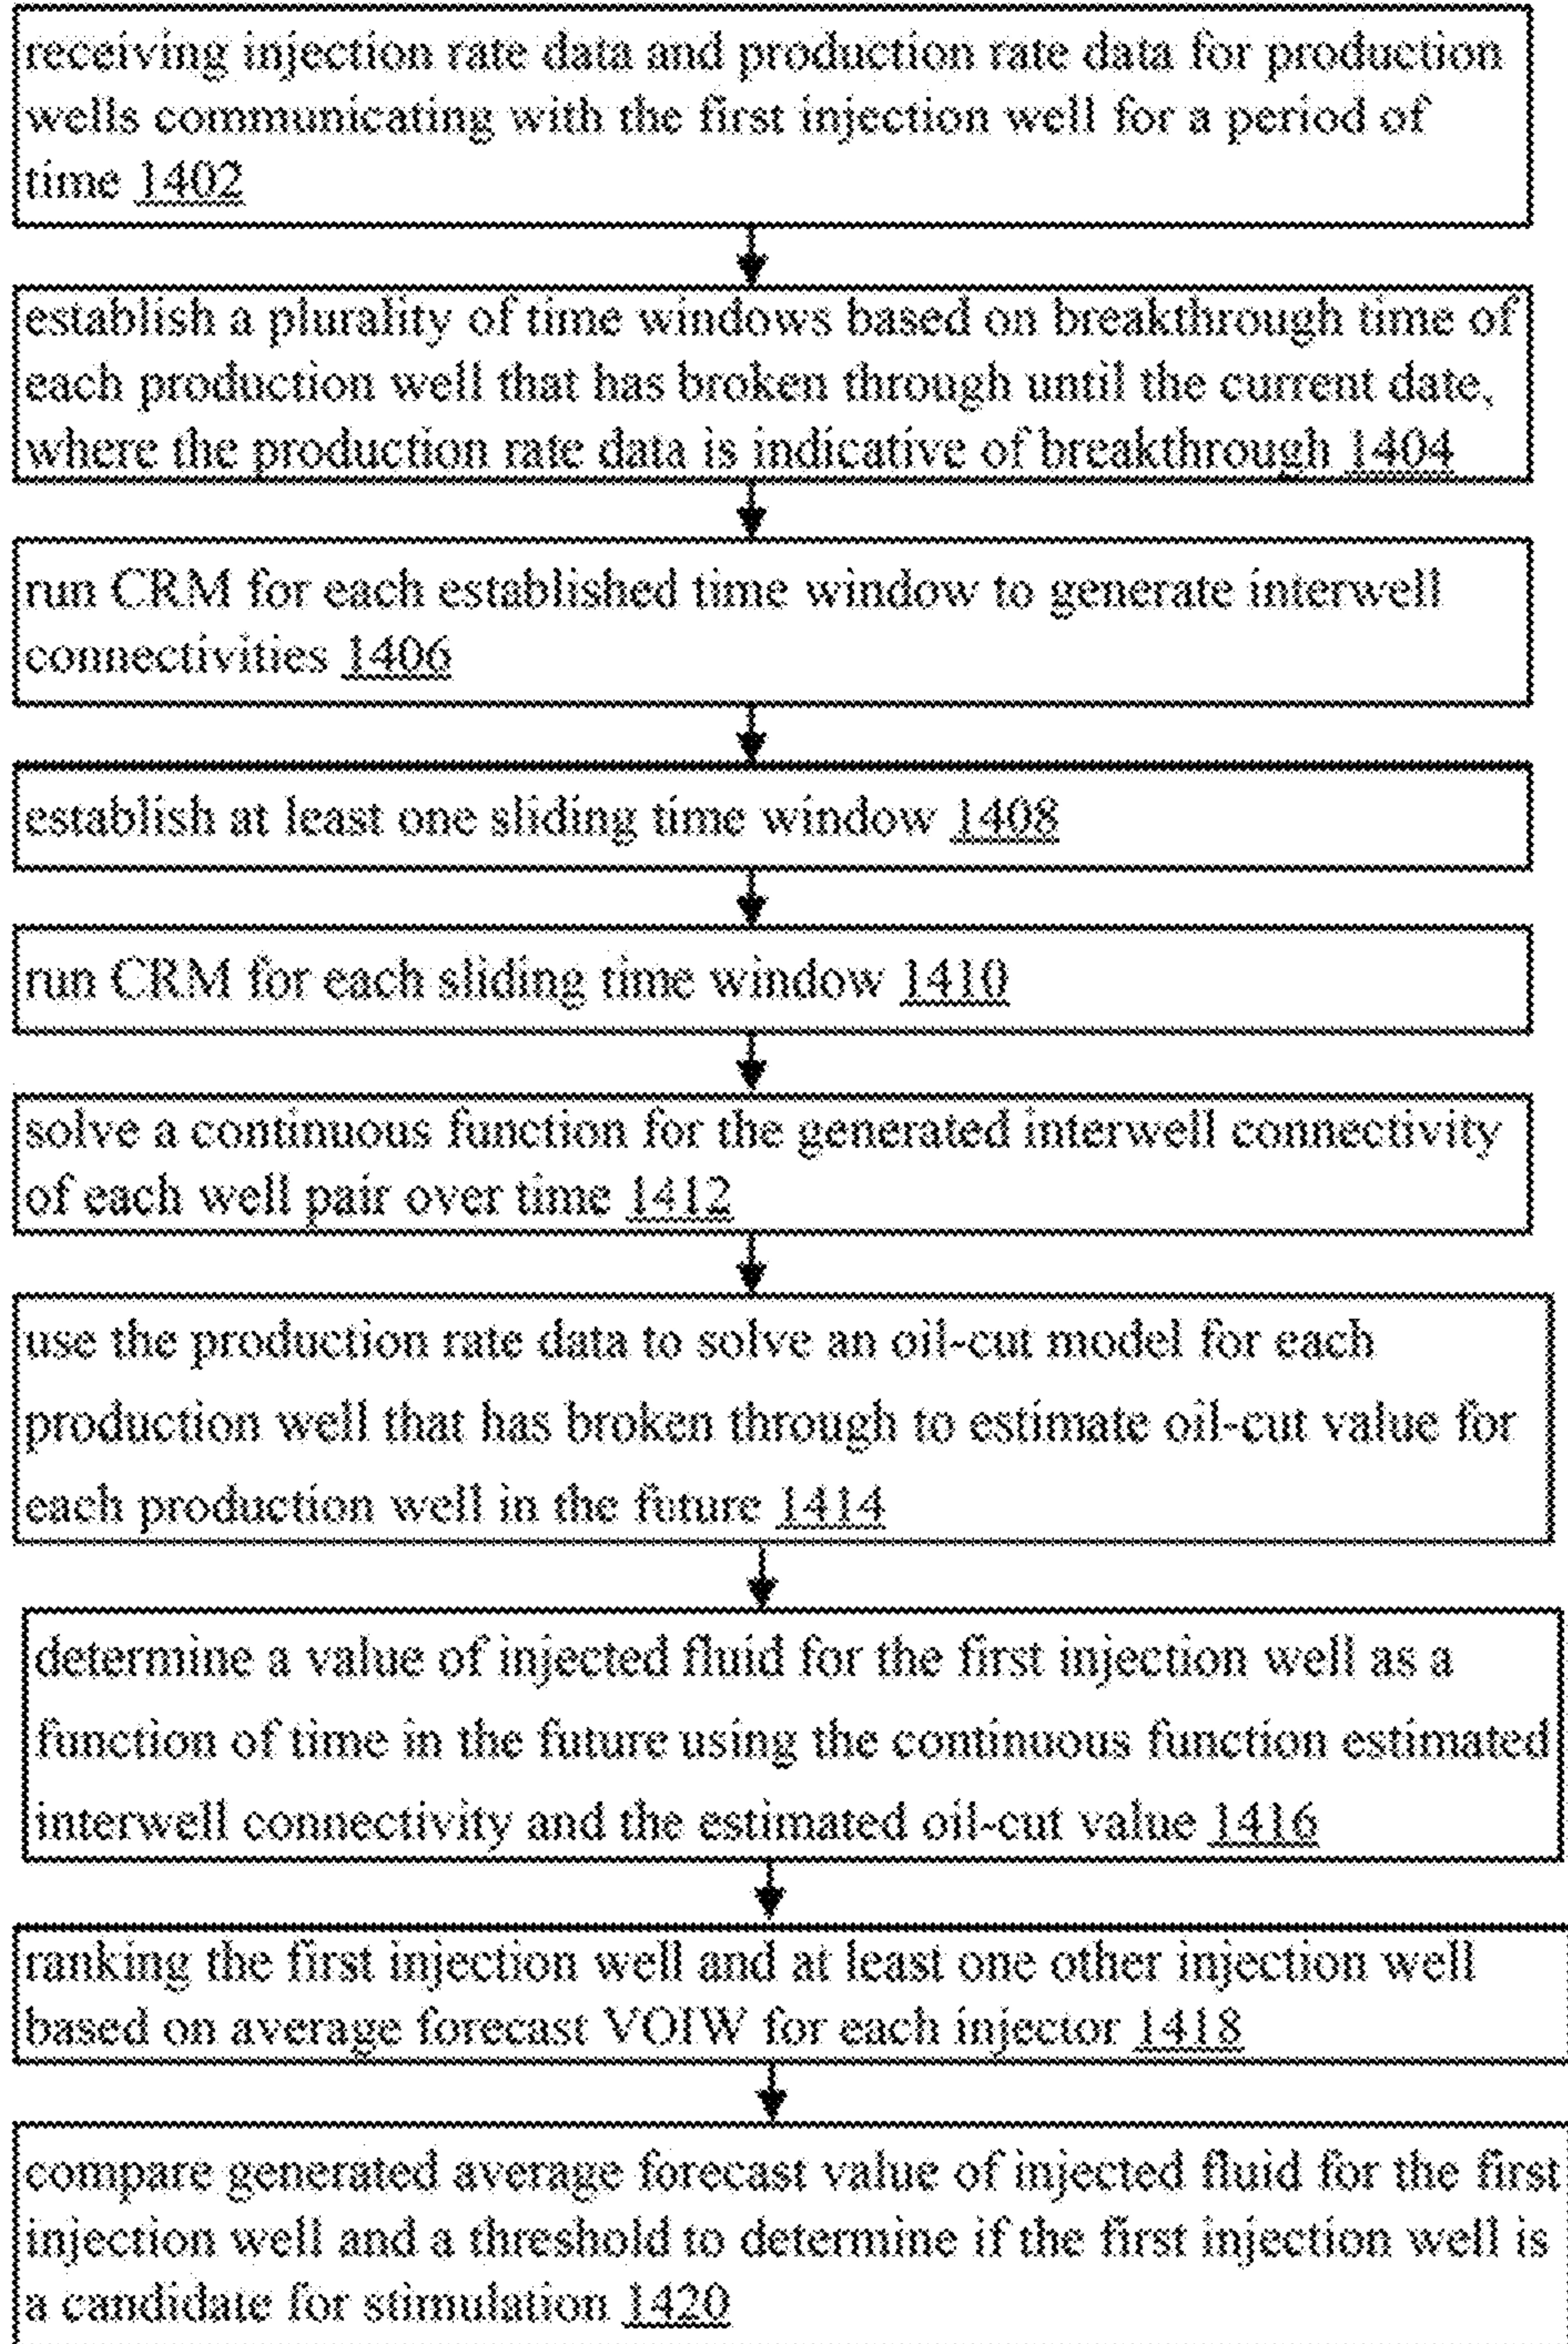 receiving injection rate data and production rate data for production
wells communicating with the first injection well for a period of
time 1402
establish a plurality of time windows based on breakthrough time of
each production well that has broken through until the current date,
where the production rate data is indicative of breakthrough 1404
run CRM for each established time window to generate interwell
connectivities 1406
establish at least one sliding time window 1408
run CRM for each sliding time window 1410
solve a continuous function for the generated interwell connectivity
of each well pair over time 1412
use the production rate data to solve an oil-cut model for each
production well that has broken through to estimate oil-cut value for
each production well in the future 1414
determine a value of injected fluid for the first injection well as a
function of time in the future using the continuous function estimated
interwell connectivity and the estimated oil-cut value 1416
ranking the first injection well and at least one other injection well
based on average forecast VOIW for each injector 1418
compare generated average forecast value of injected fluid for the first
injection well and a threshold to determine if the first injection well is
a candidate for stimulation 1420